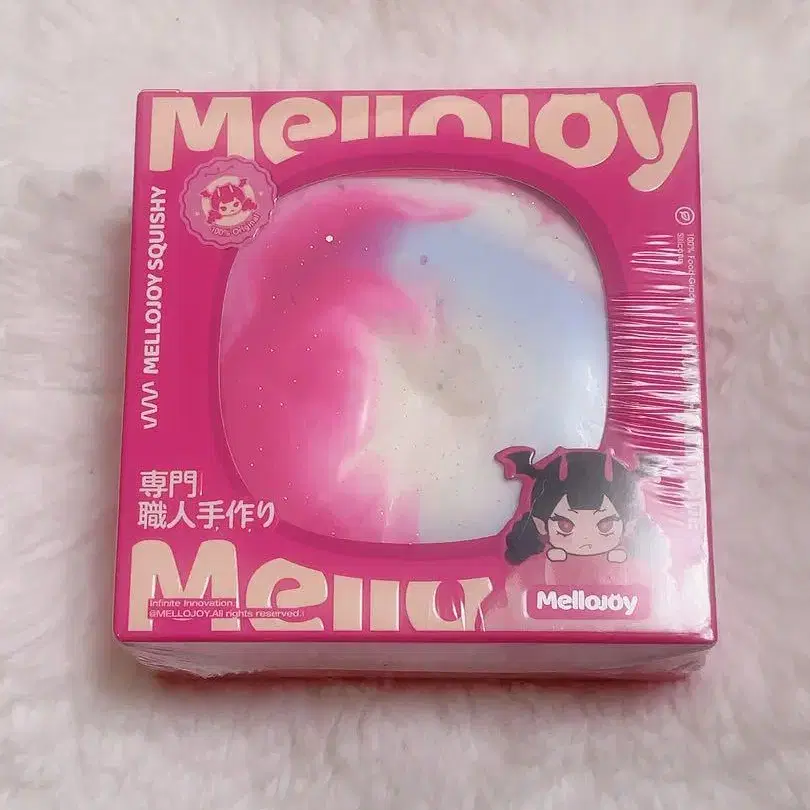 Mellojoy
100% Original
MELLOJOY SQUISHY
100% Food-Grade
Silicone
専門
職人手作り
Mello
Infinite Innovation.
@MELLOJOY.All rights reserved.
Mellojoy